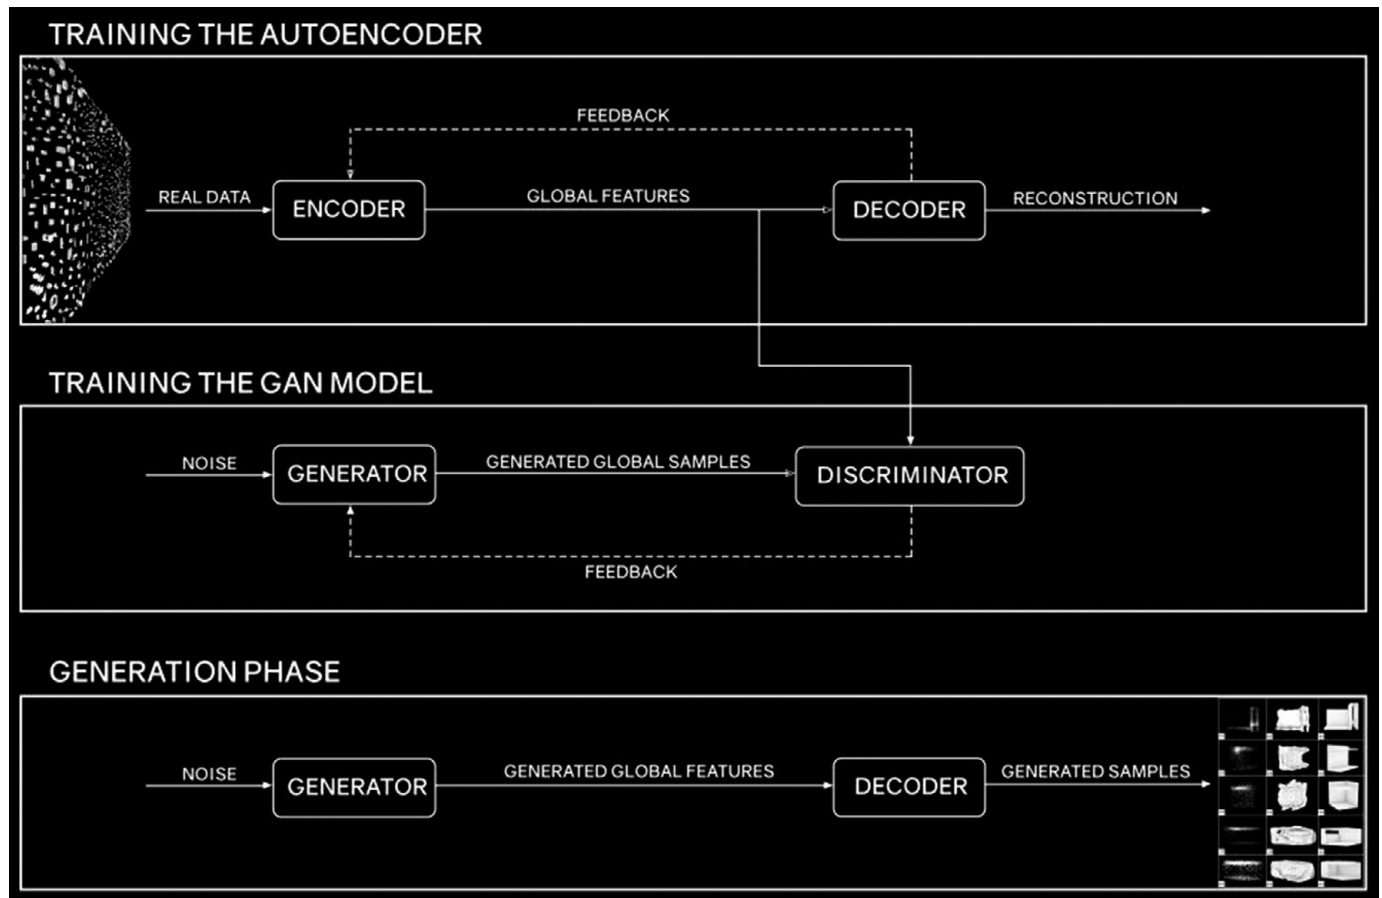 TRAINING THE AUTOENCODER
FEEDBACK
REAL DATA
ENCODER
GLOBAL FEATURES
DECODER
RECONSTRUCTION
TRAINING THE GAN MODEL
NOISE
GENERATOR
GENERATED GLOBAL SAMPLES
DISCRIMINATOR
FEEDBACK
GENERATION PHASE
NOISE
GENERATOR
GENERATED GLOBAL FEATURES
DECODER
GENERATED SAMPLES